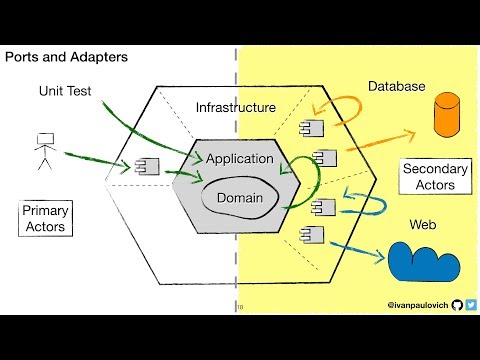 Ports and Adapters
Unit Test
Infrastructure
Database
Application
Domain
Secondary
Actors
Primary
Actors
Web
18
@ivanpaulovich